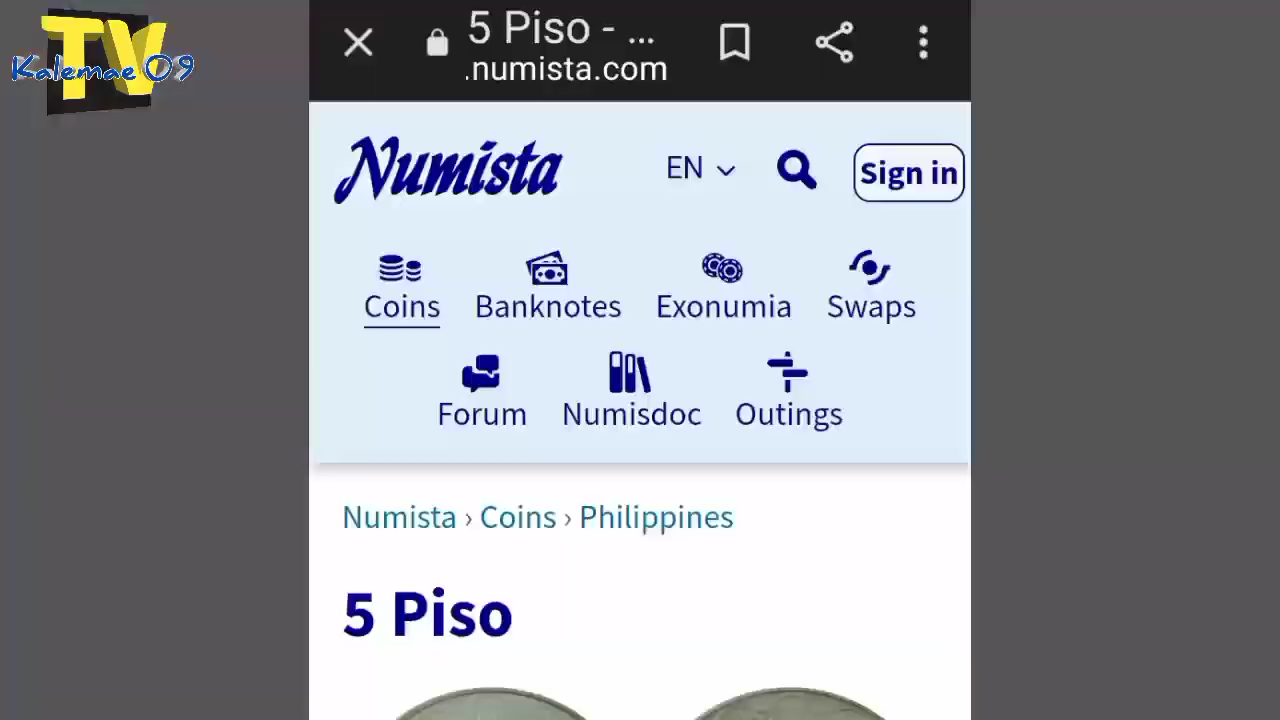 TV
Kalemae 09
5 Piso - ...
.numista.com
Numista
EN
Sign in
Coins Banknotes Exonumia Swaps
Forum Numisdoc Outings
Numista › Coins › Philippines
5 Piso